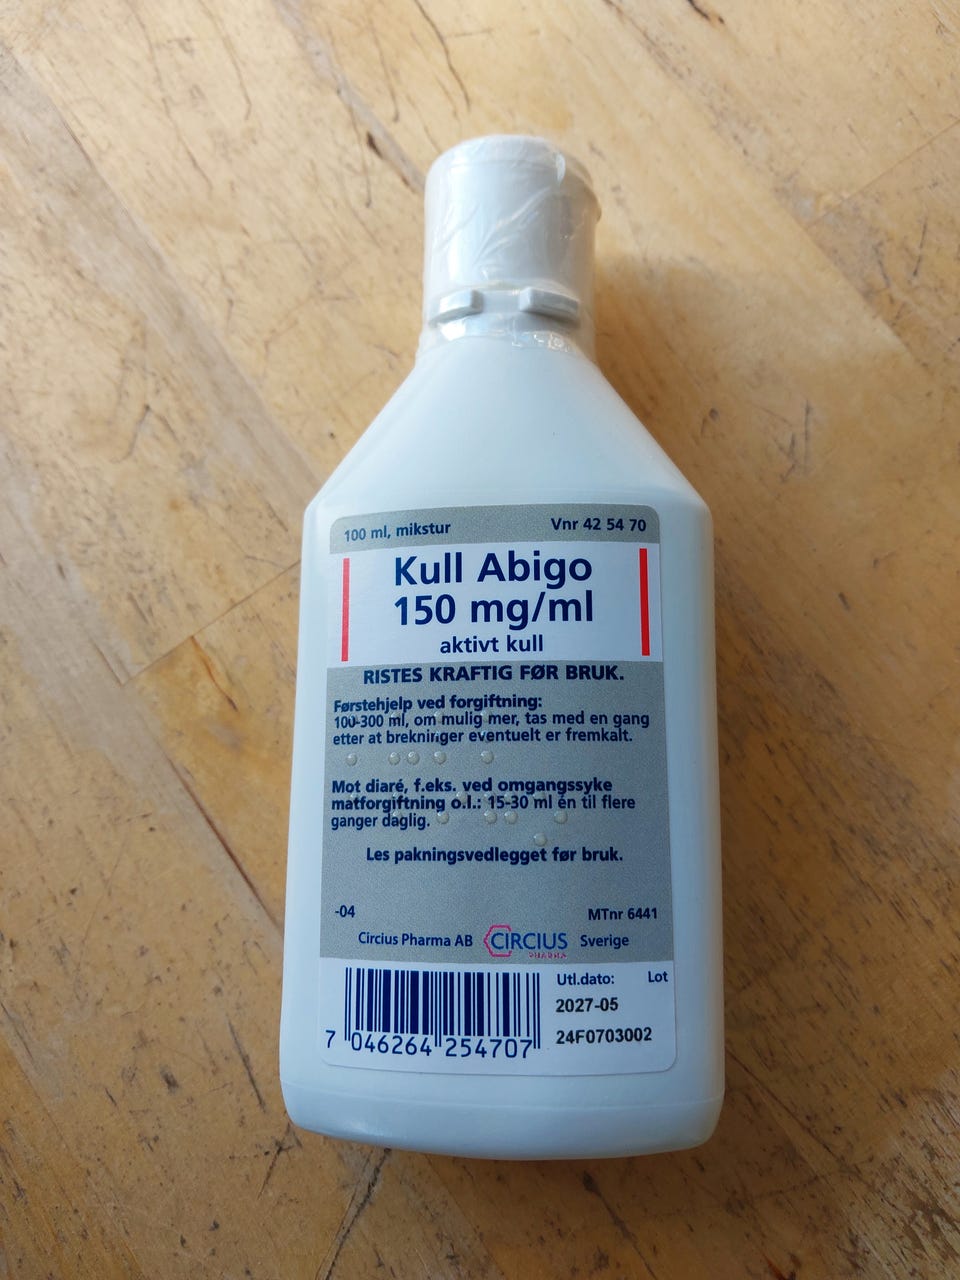 100 ml, mikstur Vnr 42 54 70
Kull Abigo
150 mg/ml
aktivt kull
RISTES KRAFTIG FØR BRUK.
Førstehjelp ved forgiftning:
100-300 ml, om mulig mer, tas med en gang
etter at brekninger eventuelt er fremkalt.
Mot diaré, f.eks. ved omgangssyke
matforgiftning o.l.: 15-30 ml én til flere
ganger daglig.
Les pakningsvedlegget før bruk.
-04 MTnr 6441
Circius Pharma AB CIRCIUS Sverige
PHARMA
Utl.dato: Lot
2027-05
24F0703002
7 046264 254707